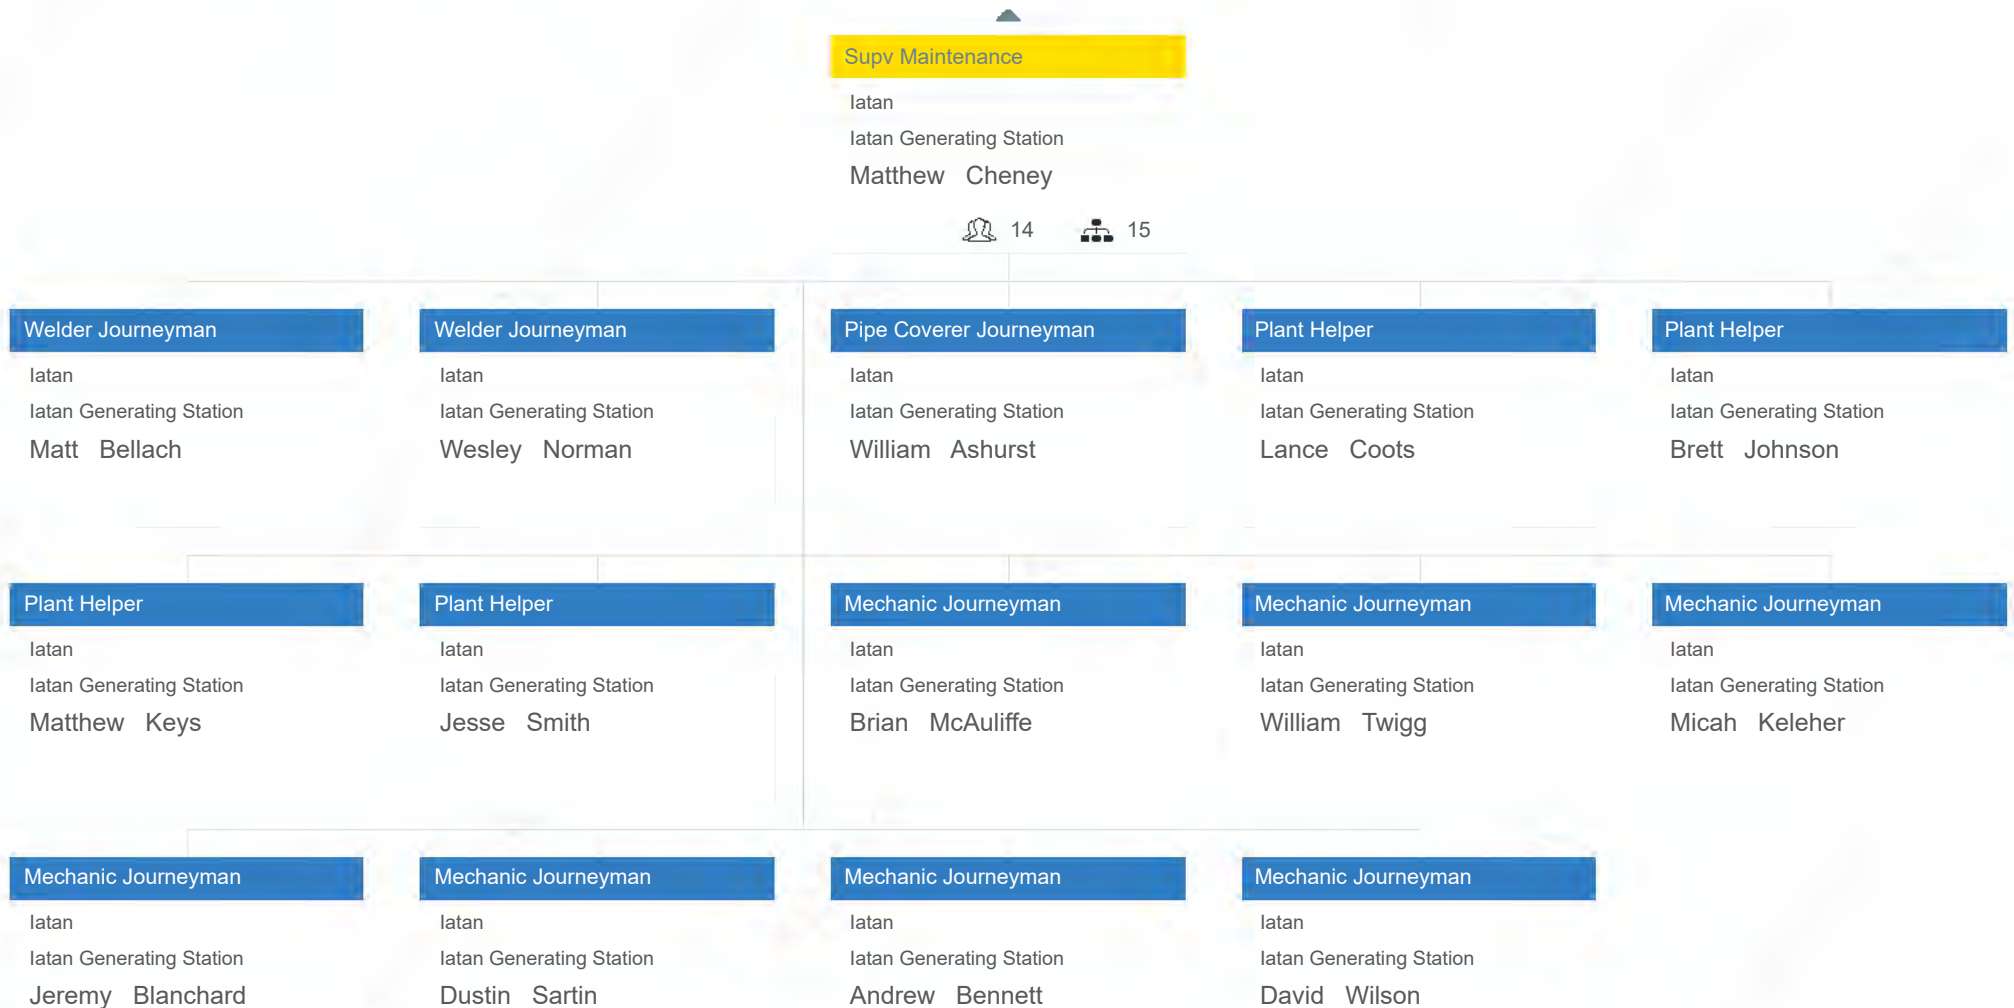 Supv Maintenance
Iatan
Iatan Generating Station
Matthew Cheney
14 15
Welder Journeyman
Iatan
Iatan Generating Station
Matt Bellach
Welder Journeyman
Iatan
Iatan Generating Station
Wesley Norman
Pipe Coverer Journeyman
Iatan
Iatan Generating Station
William Ashurst
Plant Helper
Iatan
Iatan Generating Station
Lance Coots
Plant Helper
Iatan
Iatan Generating Station
Brett Johnson
Plant Helper
Iatan
Iatan Generating Station
Matthew Keys
Plant Helper
Iatan
Iatan Generating Station
Jesse Smith
Mechanic Journeyman
Iatan
Iatan Generating Station
Brian McAuliffe
Mechanic Journeyman
Iatan
Iatan Generating Station
William Twigg
Mechanic Journeyman
Iatan
Iatan Generating Station
Micah Keleher
Mechanic Journeyman
Iatan
Iatan Generating Station
Jeremy Blanchard
Mechanic Journeyman
Iatan
Iatan Generating Station
Dustin Sartin
Mechanic Journeyman
Iatan
Iatan Generating Station
Andrew Bennett
Mechanic Journeyman
Iatan
Iatan Generating Station
David Wilson